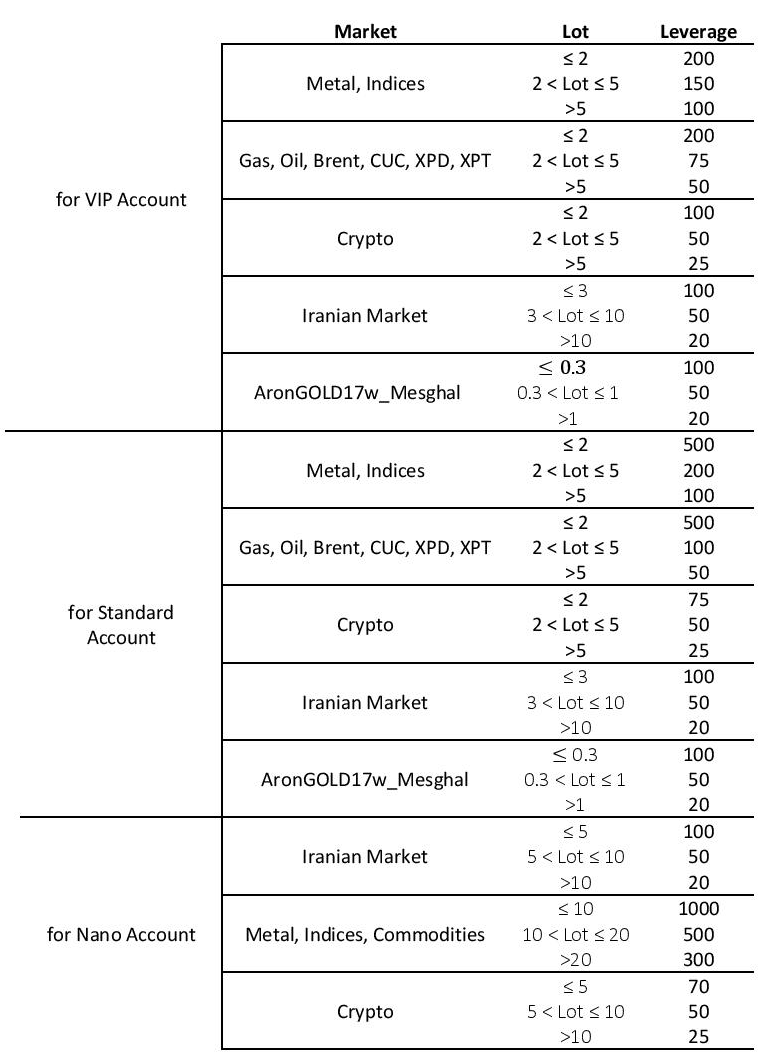 Market Lot Leverage
≤ 2 200
for VIP Account Metal, Indices 2 < Lot ≤ 5 150
>5 100
≤ 2 200
Gas, Oil, Brent, CUC, XPD, XPT 2 < Lot ≤ 5 75
>5 50
≤ 2 100
Crypto 2 < Lot ≤ 5 50
>5 25
≤ 3 100
Iranian Market 3 < Lot ≤ 10 50
>10 20
≤ 0.3 100
AronGOLD17w_Mesghal 0.3 < Lot ≤ 1 50
>1 20
≤ 2 500
for Standard Account Metal, Indices 2 < Lot ≤ 5 200
>5 100
≤ 2 500
Gas, Oil, Brent, CUC, XPD, XPT 2 < Lot ≤ 5 100
>5 50
≤ 2 75
Crypto 2 < Lot ≤ 5 50
>5 25
≤ 3 100
Iranian Market 3 < Lot ≤ 10 50
>10 20
≤ 0.3 100
AronGOLD17w_Mesghal 0.3 < Lot ≤ 1 50
>1 20
≤ 5 100
for Nano Account Iranian Market 5 < Lot ≤ 10 50
>10 20
≤ 10 1000
Metal, Indices, Commodities 10 < Lot ≤ 20 500
>20 300
≤ 5 70
Crypto 5 < Lot ≤ 10 50
>10 25